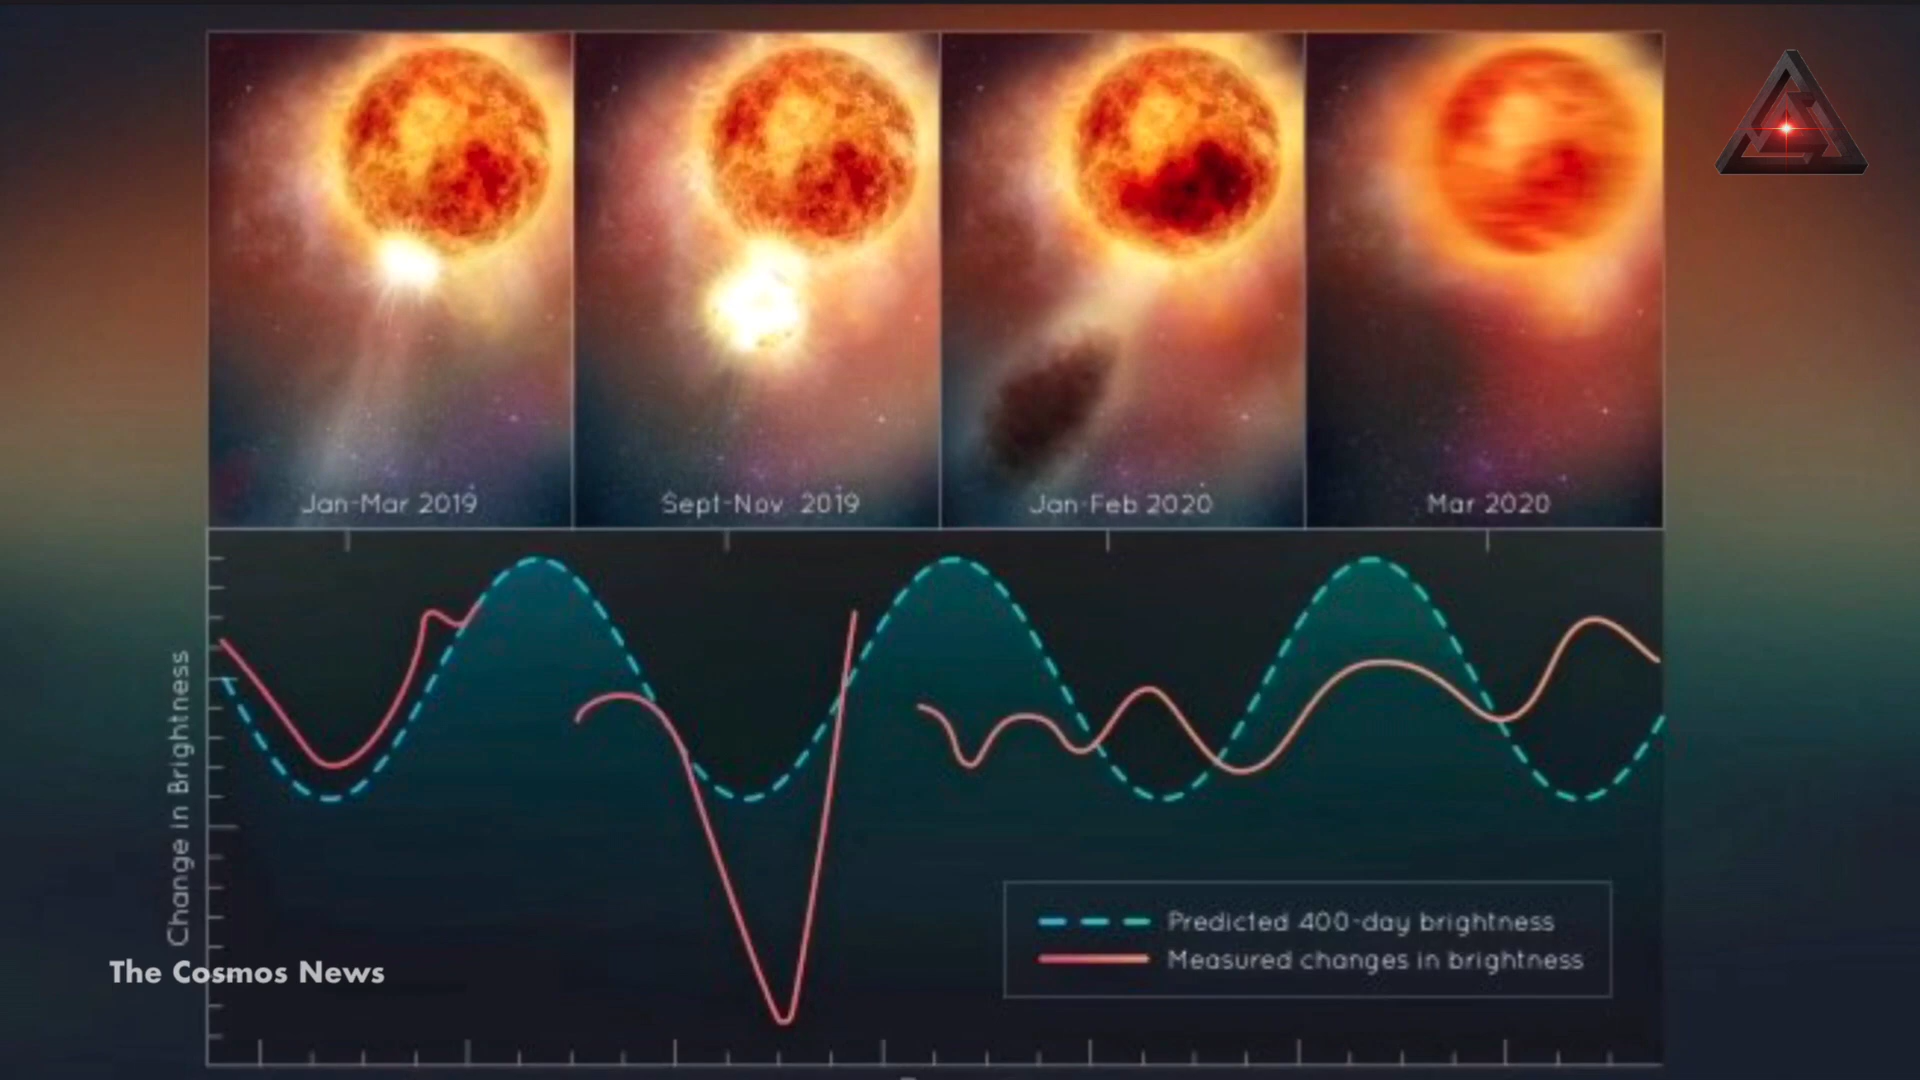 Jan-Mar 2019
Sept-Nov 2019
Jan-Feb 2020
Mar 2020
Change in Brightness
Predicted 400-day brightness
Measured changes in brightness
The Cosmos News